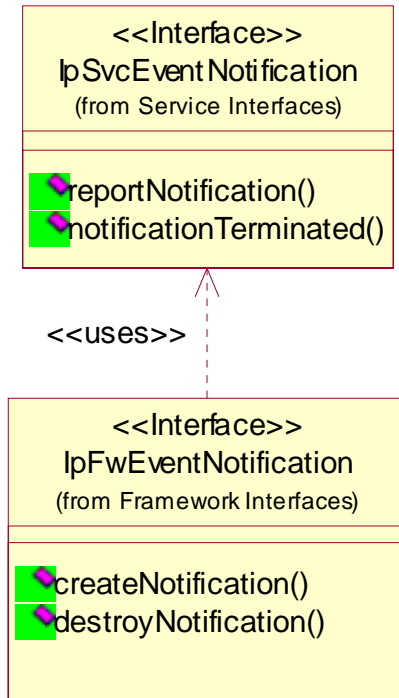 <<Interface>>
IpSvcEventNotification
(from Service Interfaces)
reportNotification()
notificationTerminated()
<<uses>>
<<Interface>>
IpFwEventNotification
(from Framework Interfaces)
createNotification()
destroyNotification()